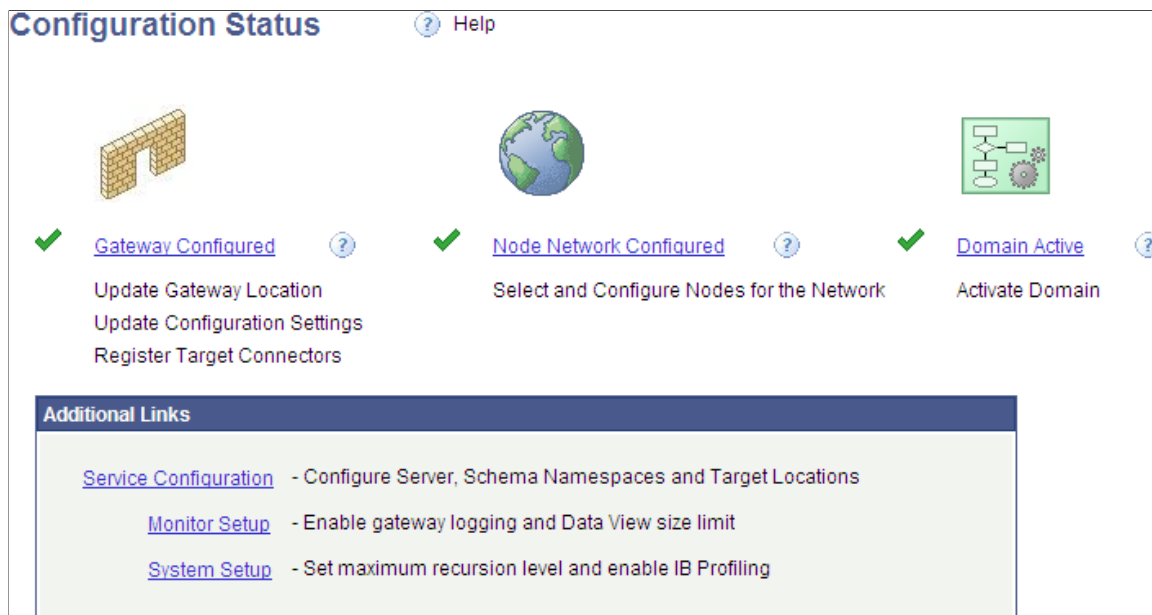 Configuration Status
? Help
Gateway Configured ?
Node Network Configured ?
Domain Active ?
Update Gateway Location
Select and Configure Nodes for the Network
Activate Domain
Update Configuration Settings
Register Target Connectors
Additional Links
Service Configuration - Configure Server, Schema Namespaces and Target Locations
Monitor Setup - Enable gateway logging and Data View size limit
System Setup - Set maximum recursion level and enable IB Profiling